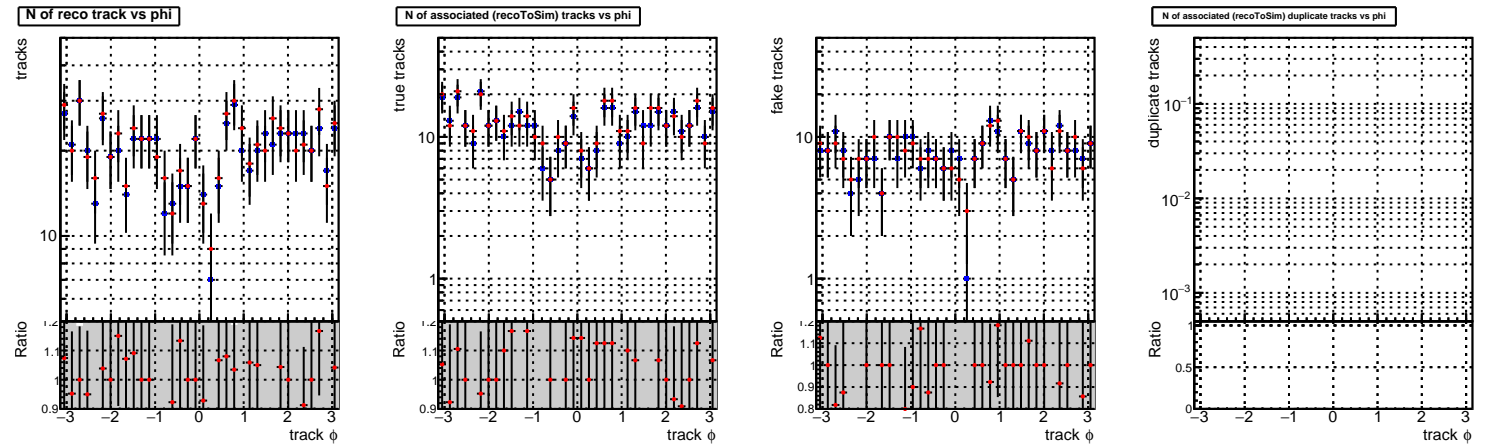 N of reco track vs phi
tracks
10
Ratio
1.2
1.1
1
0.9
−3 −2 −1 0 1 2 3
track ϕ
N of associated (recoToSim) tracks vs phi
true tracks
10
1
Ratio
1.2
1.1
1
0.9
−3 −2 −1 0 1 2 3
track ϕ
fake tracks
10
1
Ratio
1.2
1.1
1
0.9
0.8
−3 −2 −1 0 1 2 3
track ϕ
N of associated (recoToSim) duplicate tracks vs phi
duplicate tracks
10⁻¹
10⁻²
10⁻³
Ratio
1
0.5
0
−3 −2 −1 0 1 2 3
track ϕ